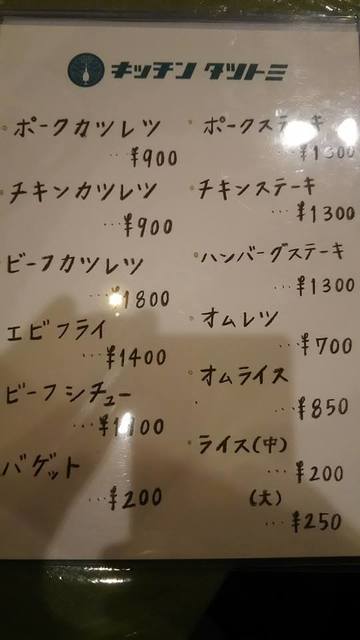 キッチン タツトミ
ポークカツレツ
…¥900
チキンカツレツ
…¥900
ビーフカツレツ
…¥1800
エビフライ
…¥1400
ビーフシチュー
バゲット
…¥200
ポークステーキ
…¥1300
チキンステーキ
…¥1300
ハンバーグステーキ
…¥1300
オムレツ
…¥700
オムライス
…¥850
ライス(中)
…¥200
(大)
…¥250